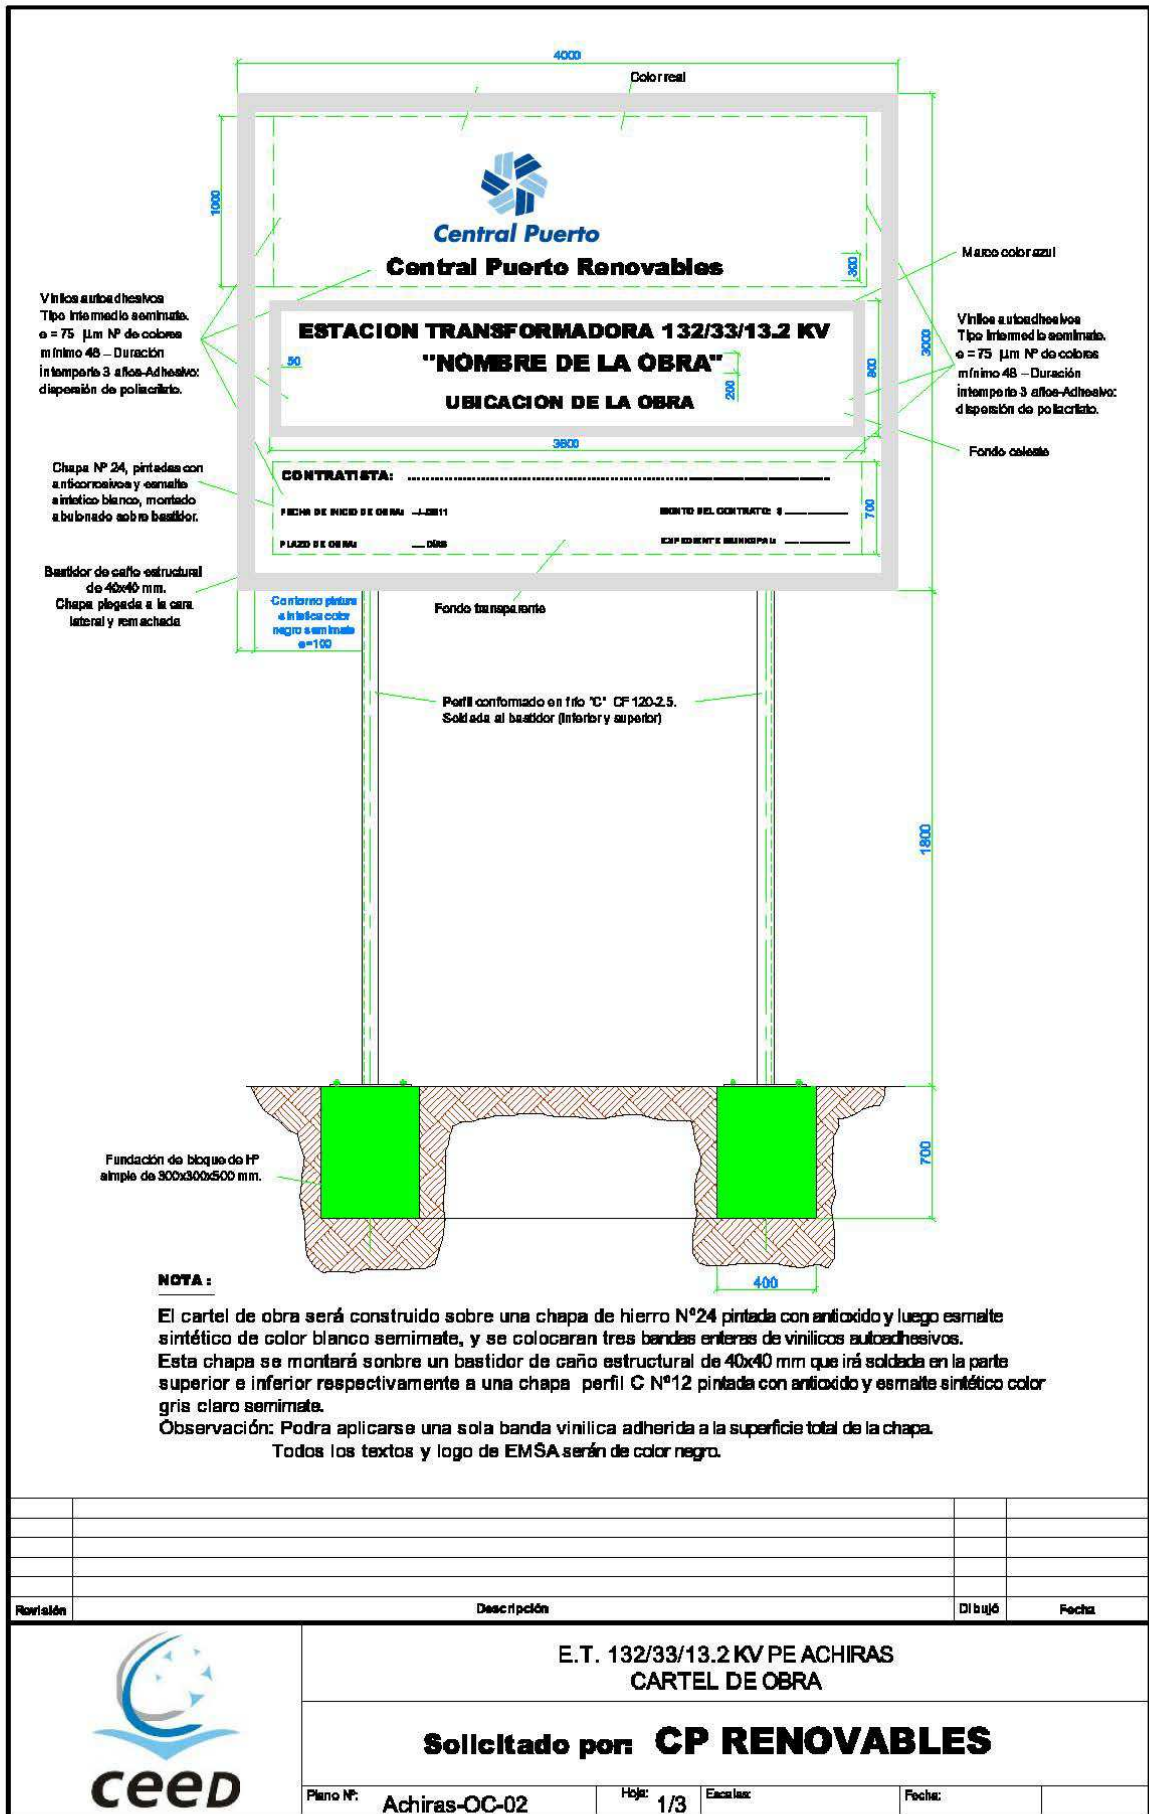 4000
Color real
1000
Central Puerto
Central Puerto Renovables
300
Marco color azul
Vinilos autoadhesivos
Tipo Intermedio semimate.
e = 75 µm Nº de colores
mínimo 48 – Duración
intemperie 3 años-Adhesivo:
dispersión de poliacrilato.
ESTACION TRANSFORMADORA 132/33/13.2 KV
"NOMBRE DE LA OBRA"
UBICACION DE LA OBRA
50
200
800
3000
Vinilos autoadhesivos
Tipo Intermedio semimate.
e = 75 µm Nº de colores
mínimo 48 – Duración
intemperie 3 años-Adhesivo:
dispersión de poliacrilato.
3600
Fondo celeste
Chapa Nº 24, pintadas con
anticorrosivos y esmalte
sintetico blanco, montado
abulonado sobre bastidor.
CONTRATISTA:
FECHA DE INICIO DE OBRA:
MONTO DEL CONTRATO: $
PLAZO DE OBRA: DÍAS
EXPEDIENTE MUNICIPAL:
700
Bastidor de caño estructural
de 40x40 mm.
Chapa plegada a la cara
lateral y remachada
Contorno pintura
sintetica color
negro semimate
e=100
Fondo transparente
Perfil conformado en frío "C" CF 120-2.5.
Soldada al bastidor (inferior y superior)
1800
700
Fundación de bloque de Hº
simple de 300x300x500 mm.
400
NOTA :
El cartel de obra será construido sobre una chapa de hierro Nº24 pintada con antioxido y luego esmalte
sintético de color blanco semimate, y se colocaran tres bandas enteras de vinilicos autoadhesivos.
Esta chapa se montará sonbre un bastidor de caño estructural de 40x40 mm que irá soldada en la parte
superior e inferior respectivamente a una chapa perfil C Nº12 pintada con antioxido y esmalte sintético color
gris claro semimate.
Observación: Podra aplicarse una sola banda vinilica adherida a la superficie total de la chapa.
Todos los textos y logo de EMSA serán de color negro.
Revisión Descripción Dibujó Fecha
ceed
E.T. 132/33/13.2 KV PE ACHIRAS
CARTEL DE OBRA
Solicitado por: CP RENOVABLES
Plano Nº: Achiras-OC-02 Hoja: 1/3 Escalas: Fecha: